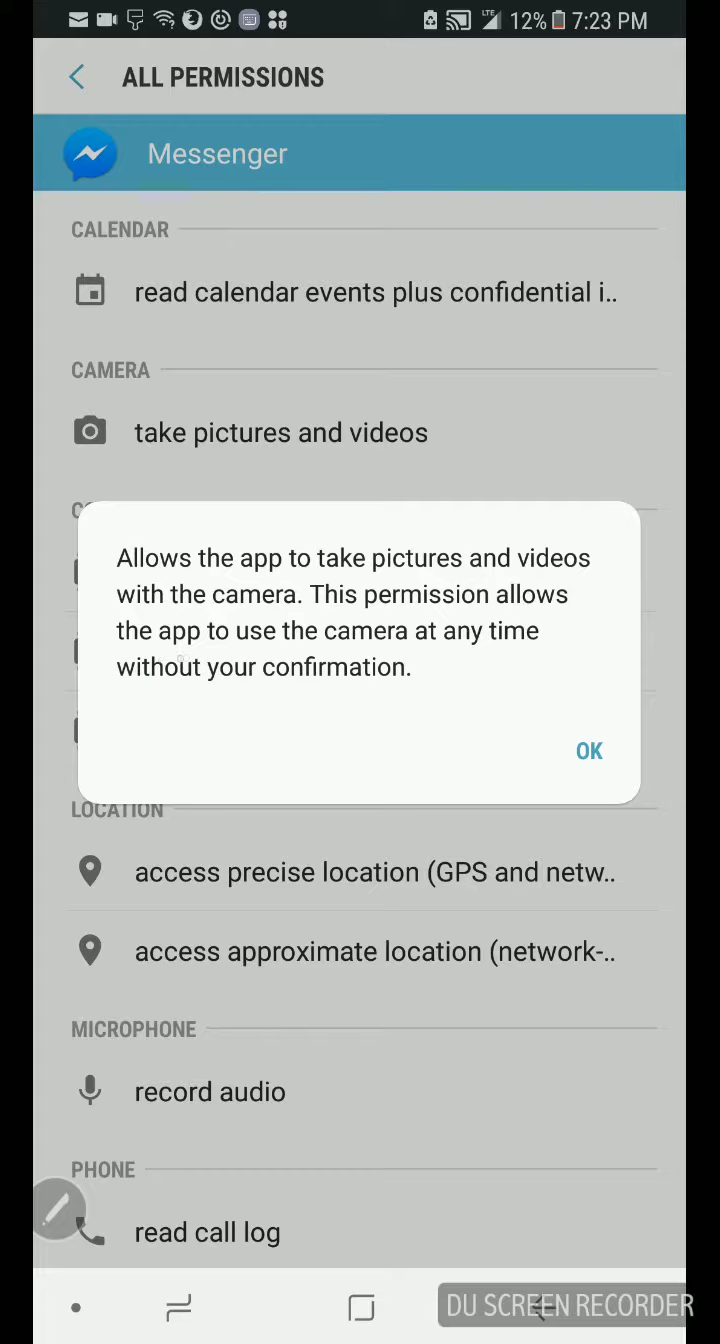 LTE 12% 7:23 PM
ALL PERMISSIONS
Messenger
CALENDAR
read calendar events plus confidential i..
CAMERA
take pictures and videos
Allows the app to take pictures and videos
with the camera. This permission allows
the app to use the camera at any time
without your confirmation.
OK
LOCATION
access precise location (GPS and netw..
access approximate location (network-..
MICROPHONE
record audio
PHONE
read call log
DU SCREEN RECORDER